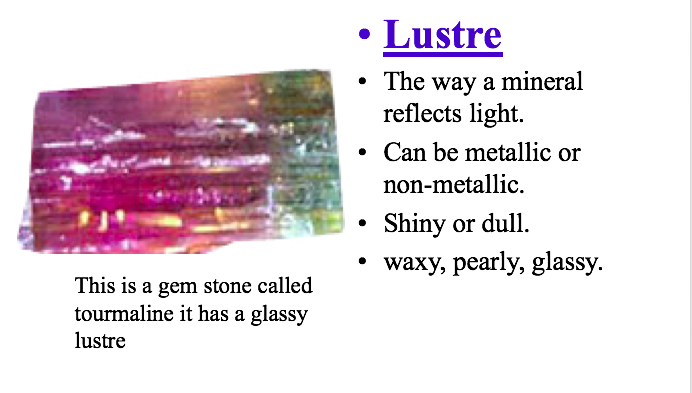 • Lustre
• The way a mineral
reflects light.
• Can be metallic or
non-metallic.
• Shiny or dull.
• waxy, pearly, glassy.
This is a gem stone called
tourmaline it has a glassy
lustre